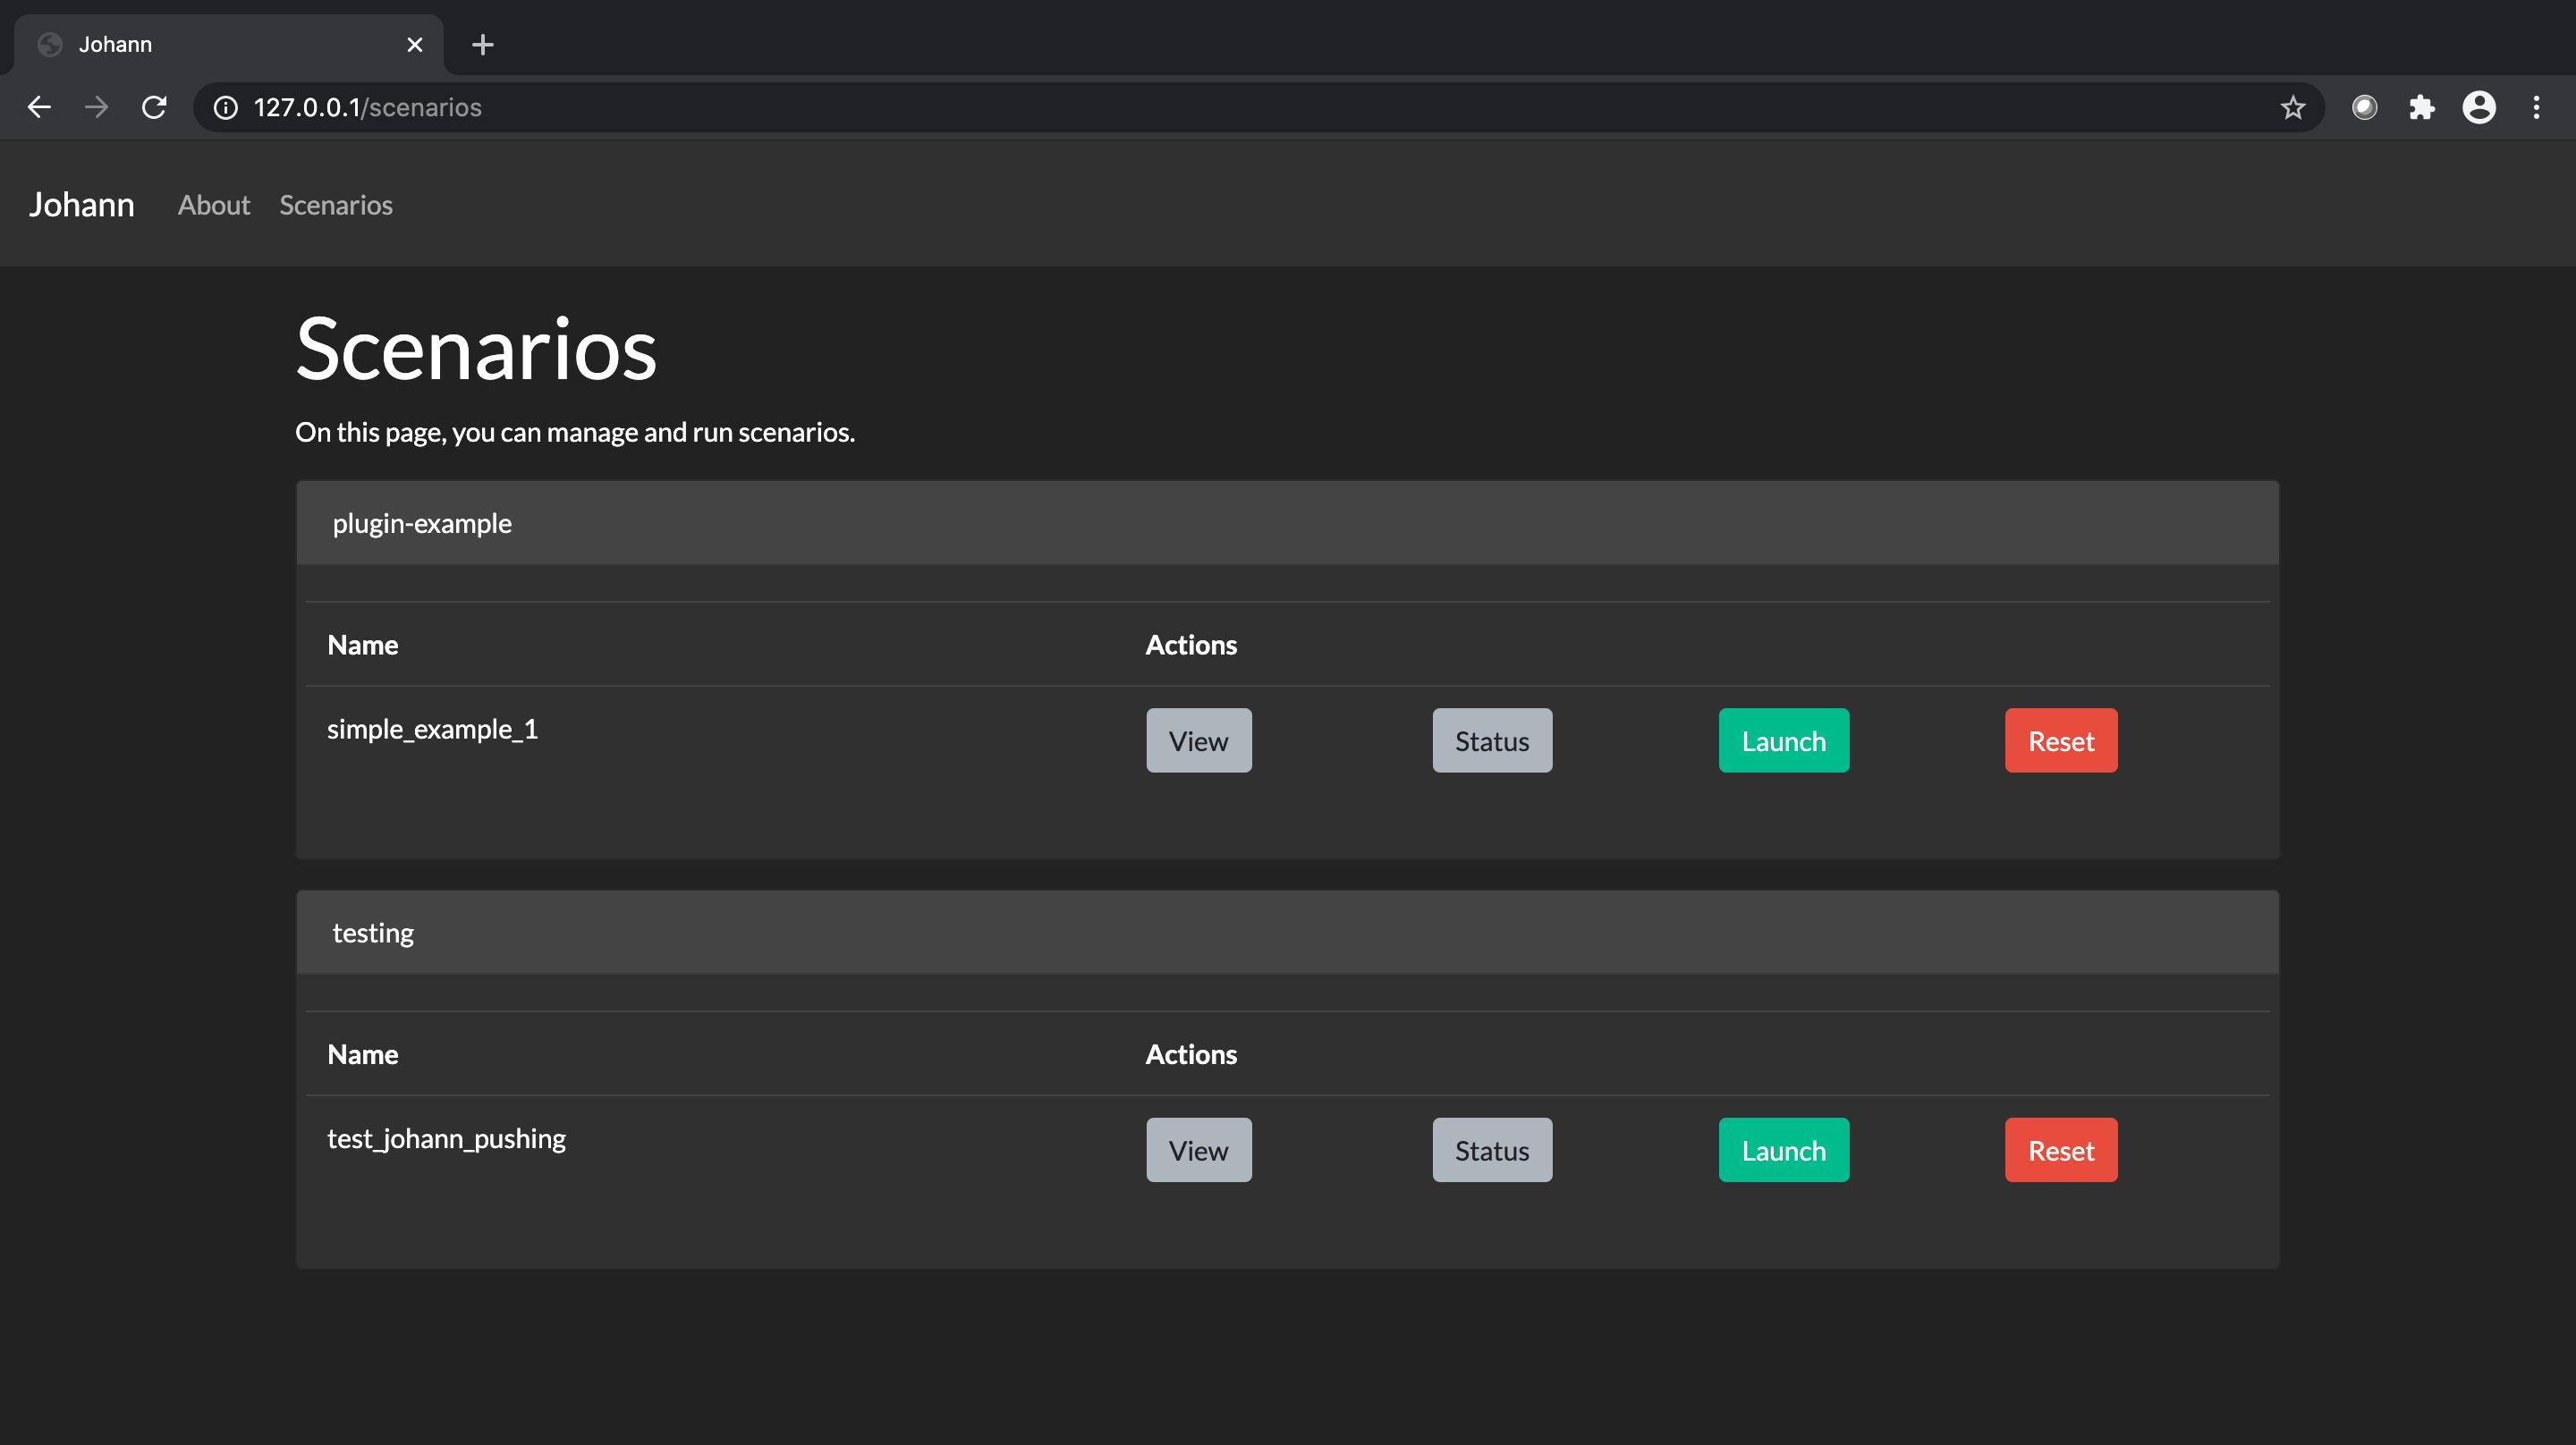 Johann
127.0.0.1/scenarios
Johann About Scenarios
Scenarios
On this page, you can manage and run scenarios.
plugin-example
Name Actions
simple_example_1 View Status Launch Reset
testing
Name Actions
test_johann_pushing View Status Launch Reset